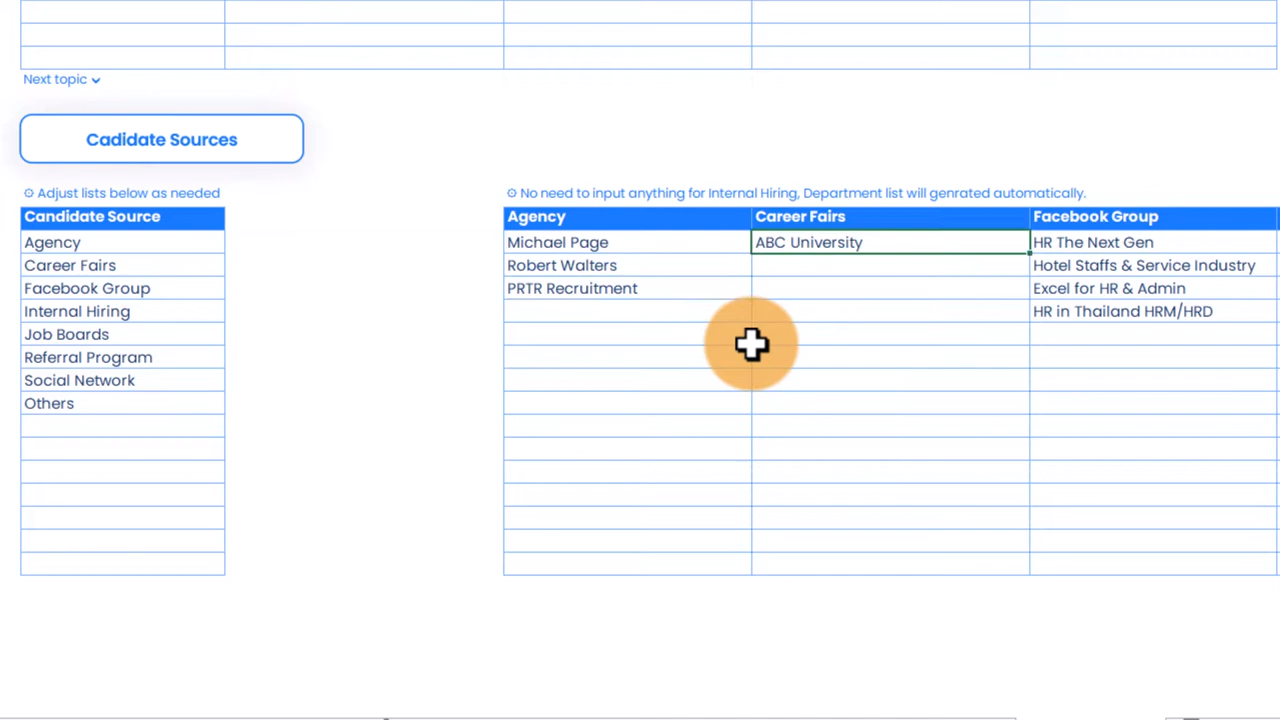 Next topic
Cadidate Sources
Adjust lists below as needed
No need to input anything for Internal Hiring, Department list will genrated automatically.
Candidate Source
Agency
Career Fairs
Facebook Group
Internal Hiring
Job Boards
Referral Program
Social Network
Others
Agency
Career Fairs
Facebook Group
Michael Page
ABC University
HR The Next Gen
Robert Walters
Hotel Staffs & Service Industry
PRTR Recruitment
Excel for HR & Admin
HR in Thailand HRM/HRD